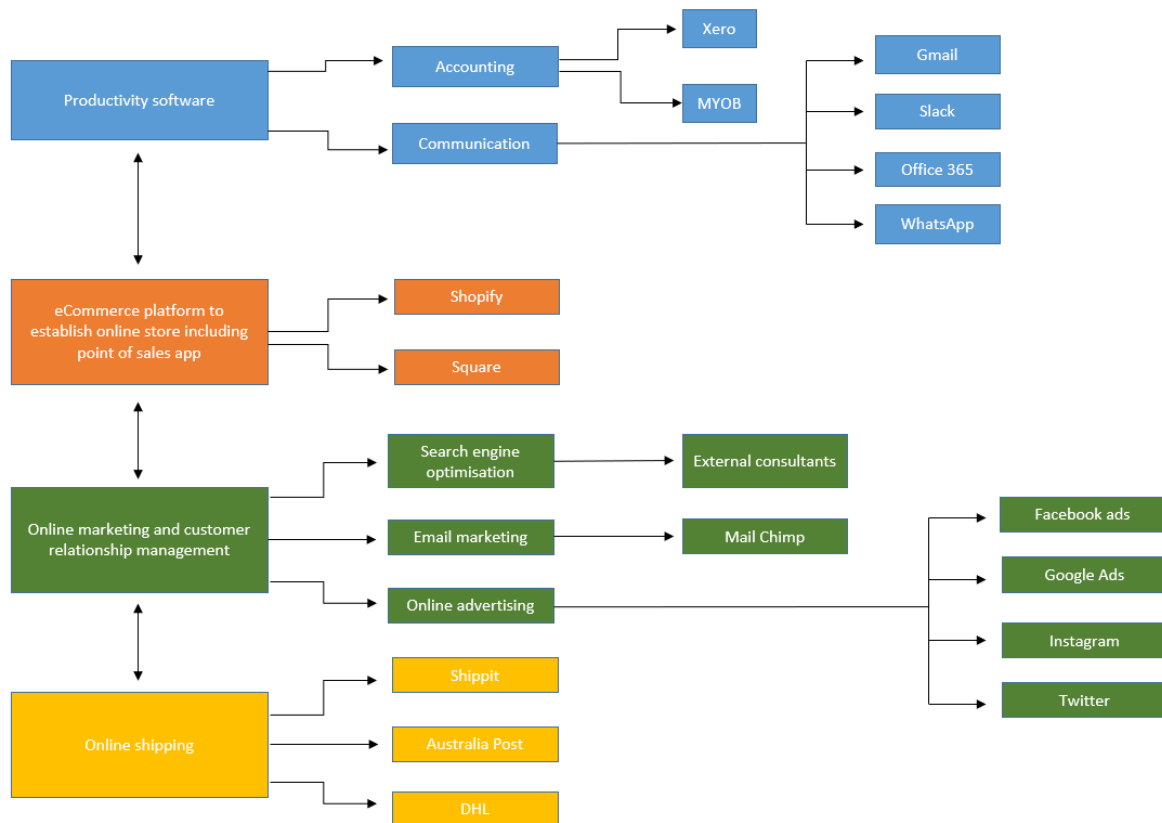 Productivity software
Accounting
Xero
MYOB
Communication
Gmail
Slack
Office 365
WhatsApp
eCommerce platform to
establish online store including
point of sales app
Shopify
Square
Online marketing and customer
relationship management
Search engine
optimisation
External consultants
Email marketing
Mail Chimp
Online advertising
Facebook ads
Google Ads
Instagram
Twitter
Online shipping
Shippit
Australia Post
DHL